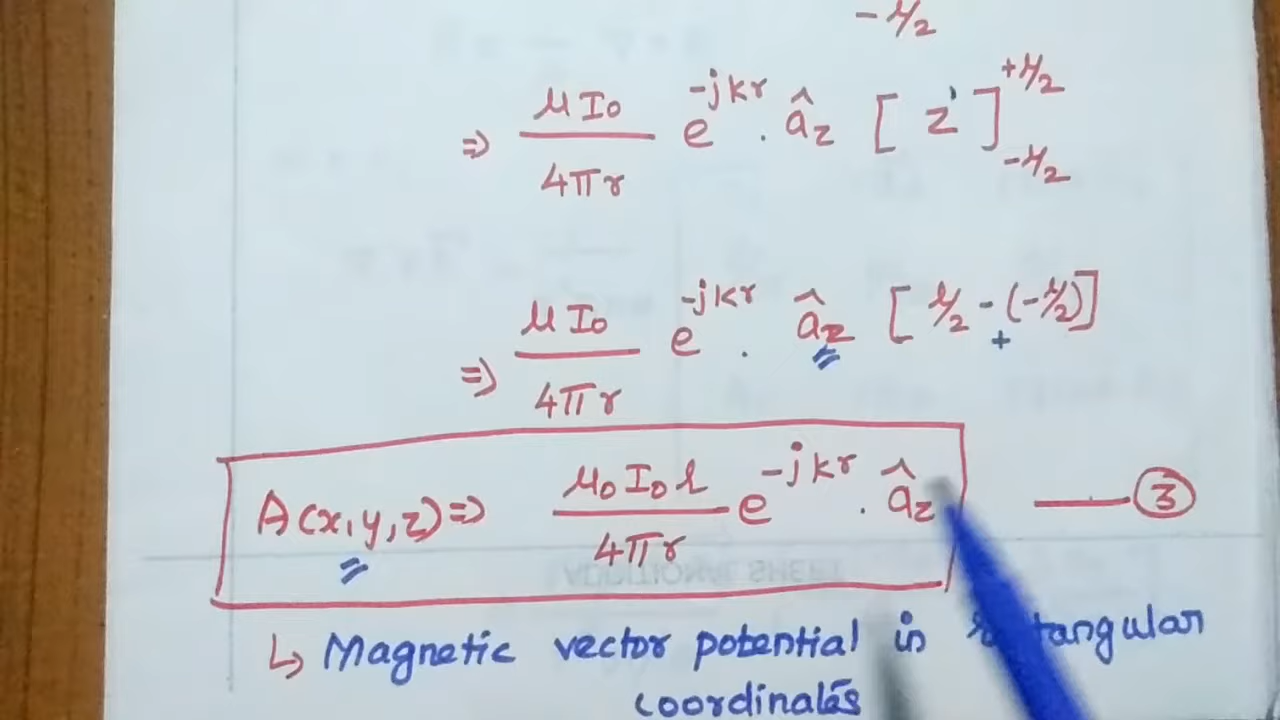 -l/2
⇒ μI₀/4πr e^-jkr . âz [z']^+l/2 _-l/2
⇒ μI₀/4πr e^-jkr . âz [l/2 - (-l/2)]
+
A(x,y,z) ⇒ μ₀I₀l/4πr e^-jkr . âz —— ③
↳ Magnetic vector potential in
coordinates